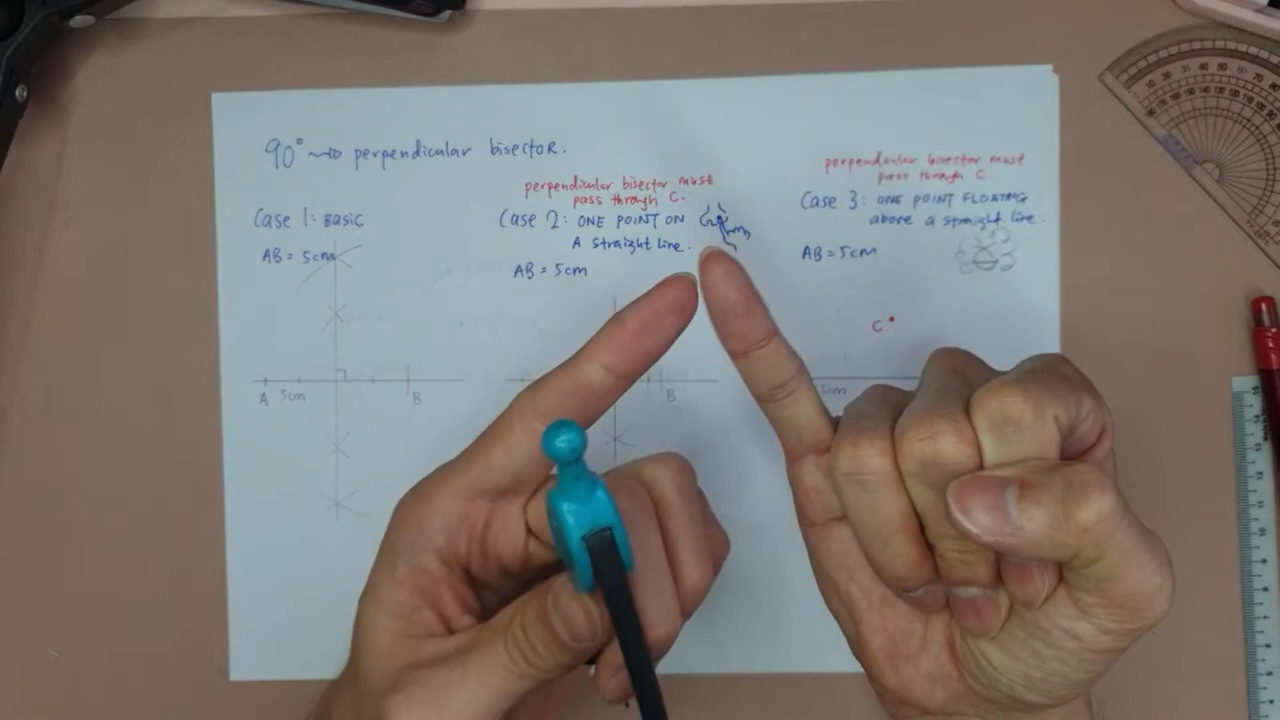 90° → perpendicular bisector.
Case 1: BASIC
AB = 5cm
A 5cm B
perpendicular bisector must
pass through C.
Case 2: ONE POINT ON
A straight line.
AB = 5cm
B
perpendicular bisector must
pass through C.
Case 3: ONE POINT FLOATING
above a straight line.
AB = 5cm
C